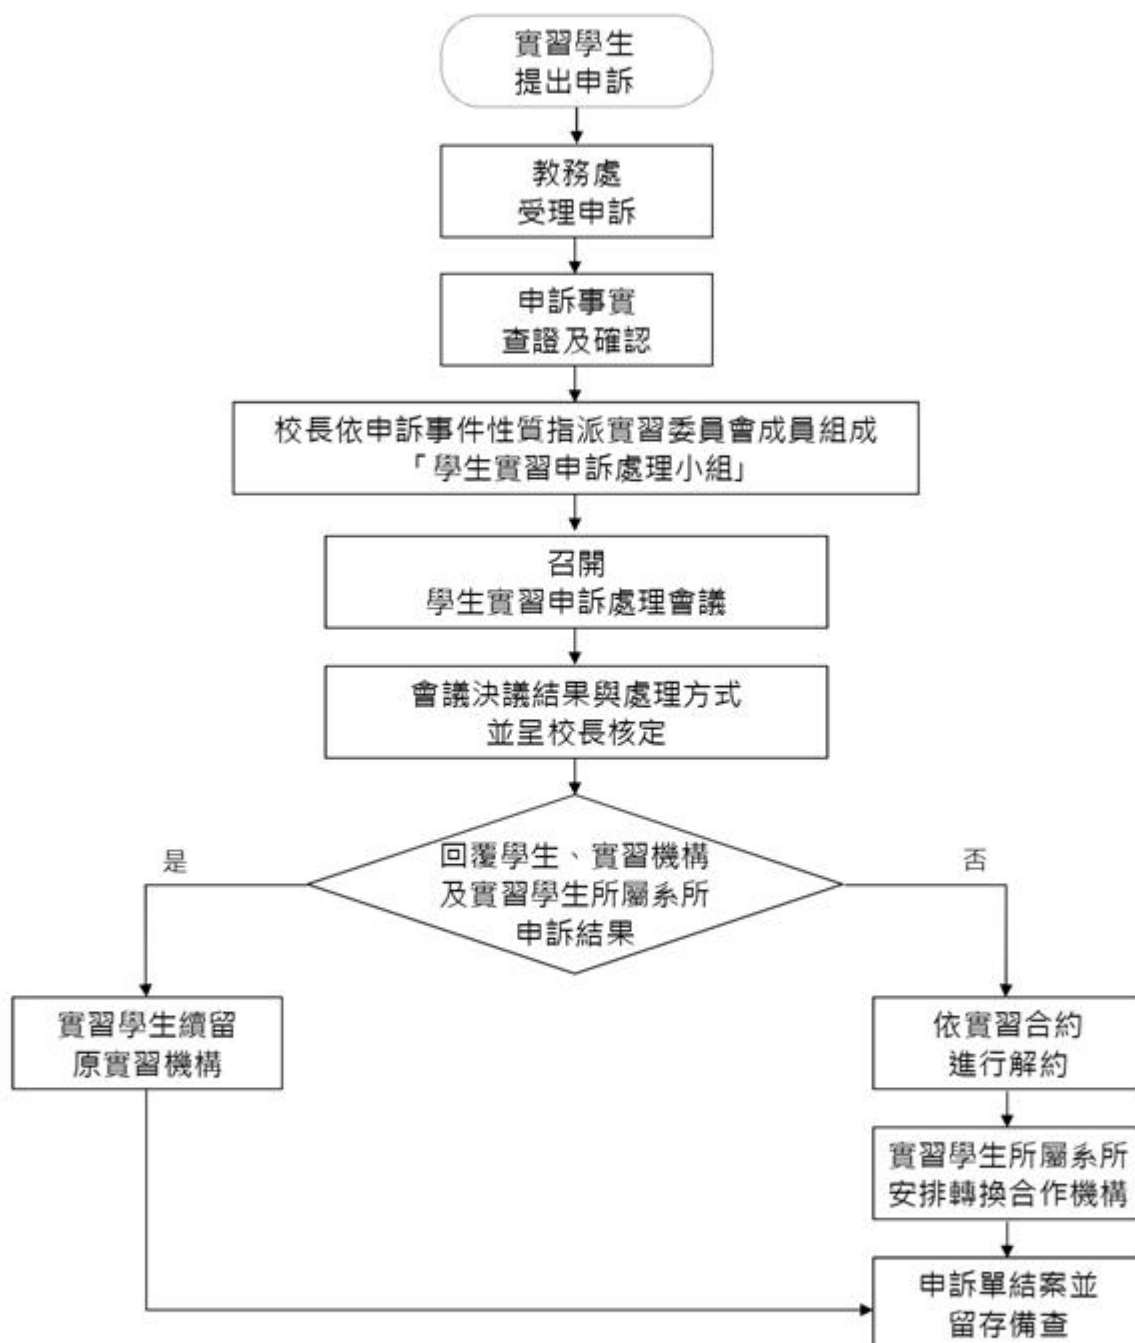 實習學生
提出申訴
教務處
受理申訴
申訴事實
查證及確認
校長依申訴事件性質指派實習委員會成員組成
「學生實習申訴處理小組」
召開
學生實習申訴處理會議
會議決議結果與處理方式
並呈校長核定
回覆學生、實習機構
及實習學生所屬系所
申訴結果
是
否
實習學生續留
原實習機構
依實習合約
進行解約
實習學生所屬系所
安排轉換合作機構
申訴單結案並
留存備查